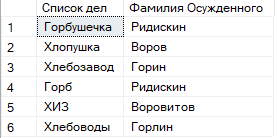 Список дел Фамилия Осужденного
1 Горбушечка Ридискин
2 Хлопушка Воров
3 Хлебозавод Горин
4 Горб Ридискин
5 ХИЗ Воровитов
6 Хлебоводы Горлин